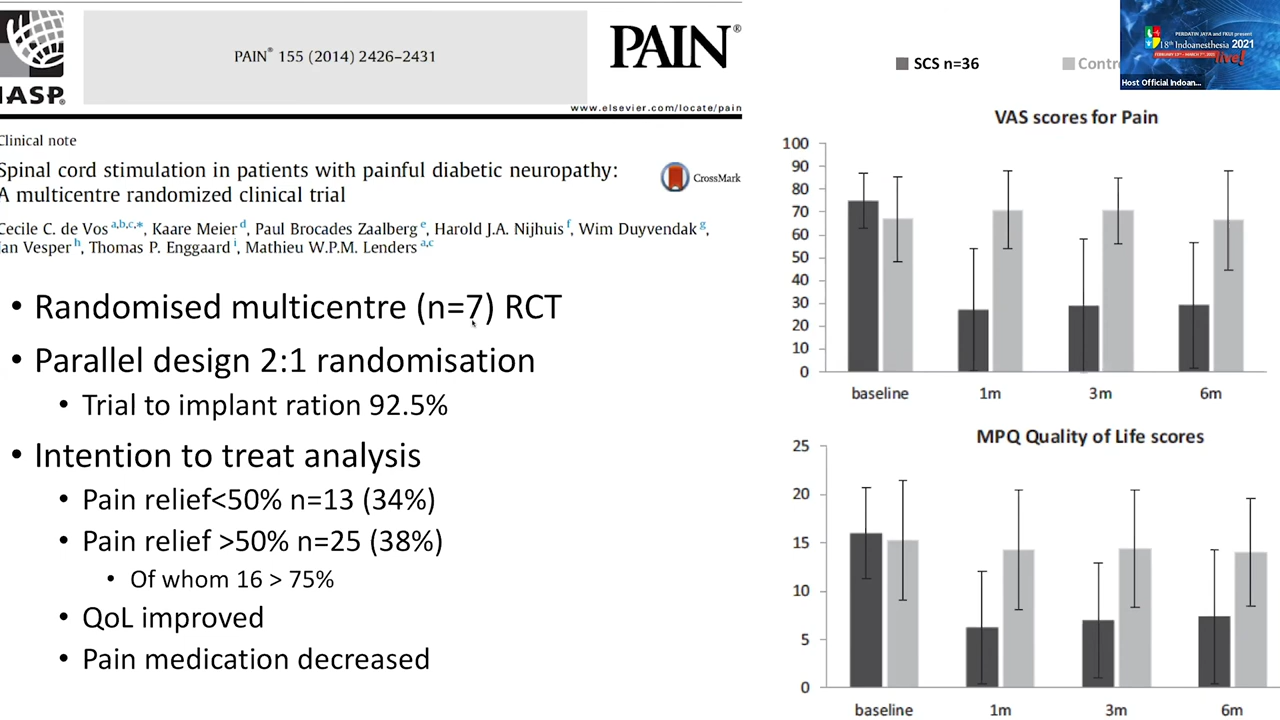 IASP®
PAIN® 155 (2014) 2426–2431
PAIN®
www.elsevier.com/locate/pain
Clinical note
Spinal cord stimulation in patients with painful diabetic neuropathy:
A multicentre randomized clinical trial
CrossMark
Cecile C. de Vos a,b,c,*, Kaare Meier d, Paul Brocades Zaalberg e, Harold J.A. Nijhuis f, Wim Duyvendak g,
Jan Vesper h, Thomas P. Enggaard i, Mathieu W.P.M. Lenders a,c
• Randomised multicentre (n=7) RCT
• Parallel design 2:1 randomisation
• Trial to implant ration 92.5%
• Intention to treat analysis
• Pain relief<50% n=13 (34%)
• Pain relief >50% n=25 (38%)
• Of whom 16 > 75%
• QoL improved
• Pain medication decreased
SCS n=36
Contr
PERDATIN JAYA and FKUI present
18th Indoanesthesia 2021
live!
Host Official Indoan...
VAS scores for Pain
100
90
80
70
60
50
40
30
20
10
0
baseline 1m 3m 6m
MPQ Quality of Life scores
25
20
15
10
5
0
baseline 1m 3m 6m